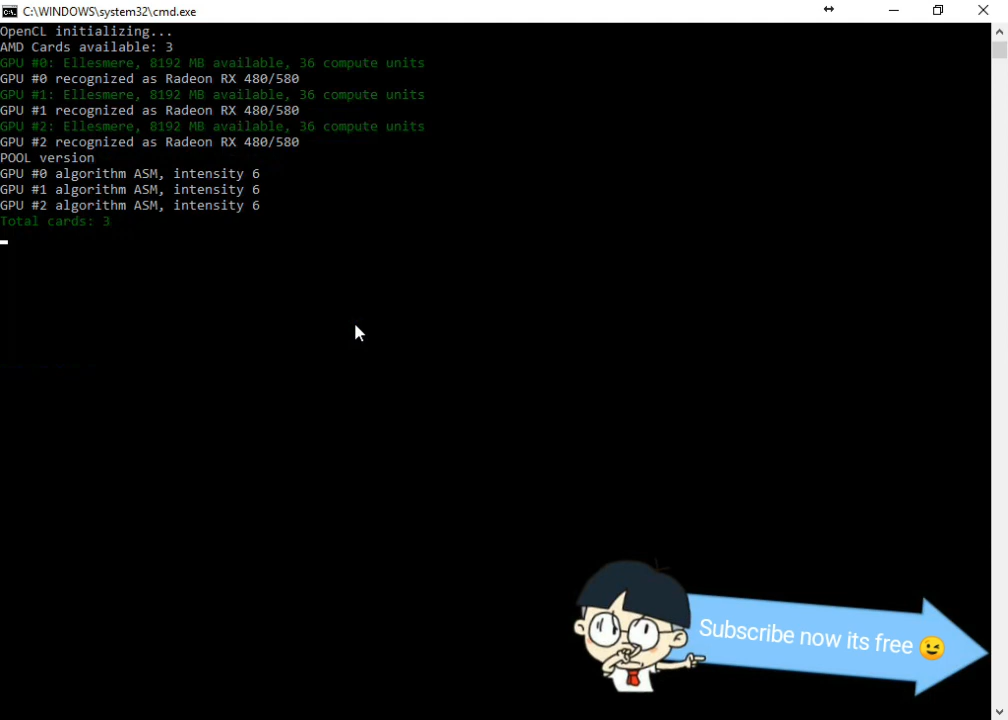 C:\WINDOWS\system32\cmd.exe
OpenCL initializing...
AMD Cards available: 3
GPU #0: Ellesmere, 8192 MB available, 36 compute units
GPU #0 recognized as Radeon RX 480/580
GPU #1: Ellesmere, 8192 MB available, 36 compute units
GPU #1 recognized as Radeon RX 480/580
GPU #2: Ellesmere, 8192 MB available, 36 compute units
GPU #2 recognized as Radeon RX 480/580
POOL version
GPU #0 algorithm ASM, intensity 6
GPU #1 algorithm ASM, intensity 6
GPU #2 algorithm ASM, intensity 6
Total cards: 3
Subscribe now its free 😉